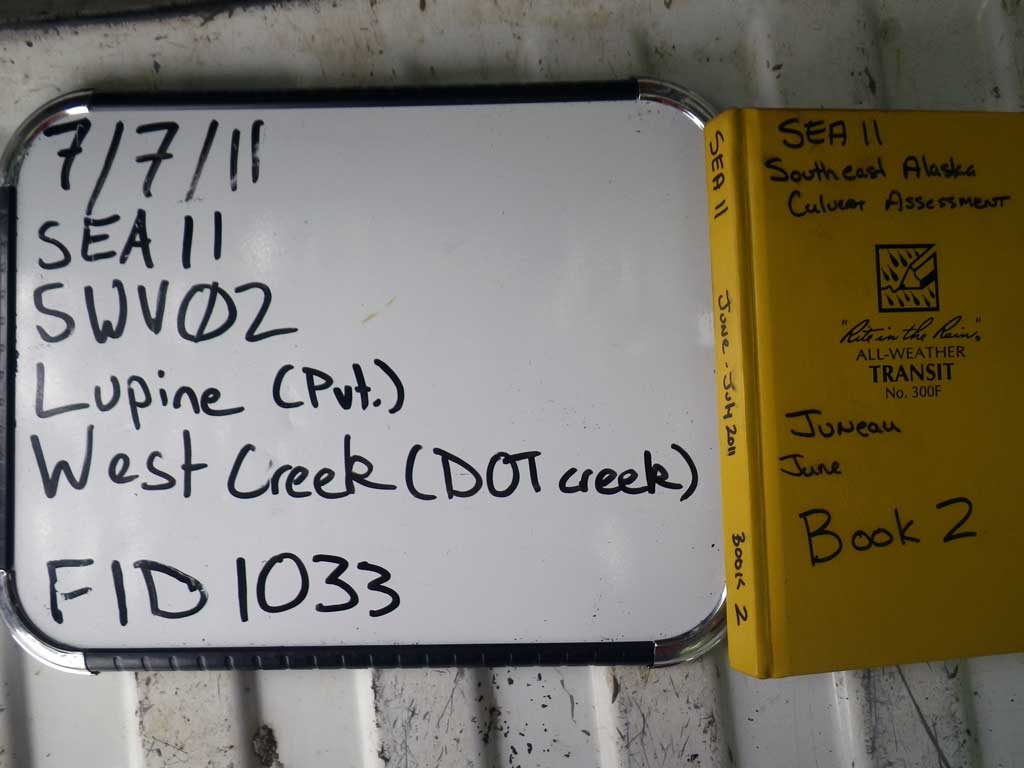 7/7/11
SEA 11
SWVØ2
Lupine (Pvt.)
West Creek (DOT creek)
FID 1033
SEA 11
June - July 2011
Book 2
SEA 11
Southeast Alaska
Culvert Assessment
"Rite in the Rain"
ALL-WEATHER
TRANSIT
No. 300F
Juneau
June
Book 2